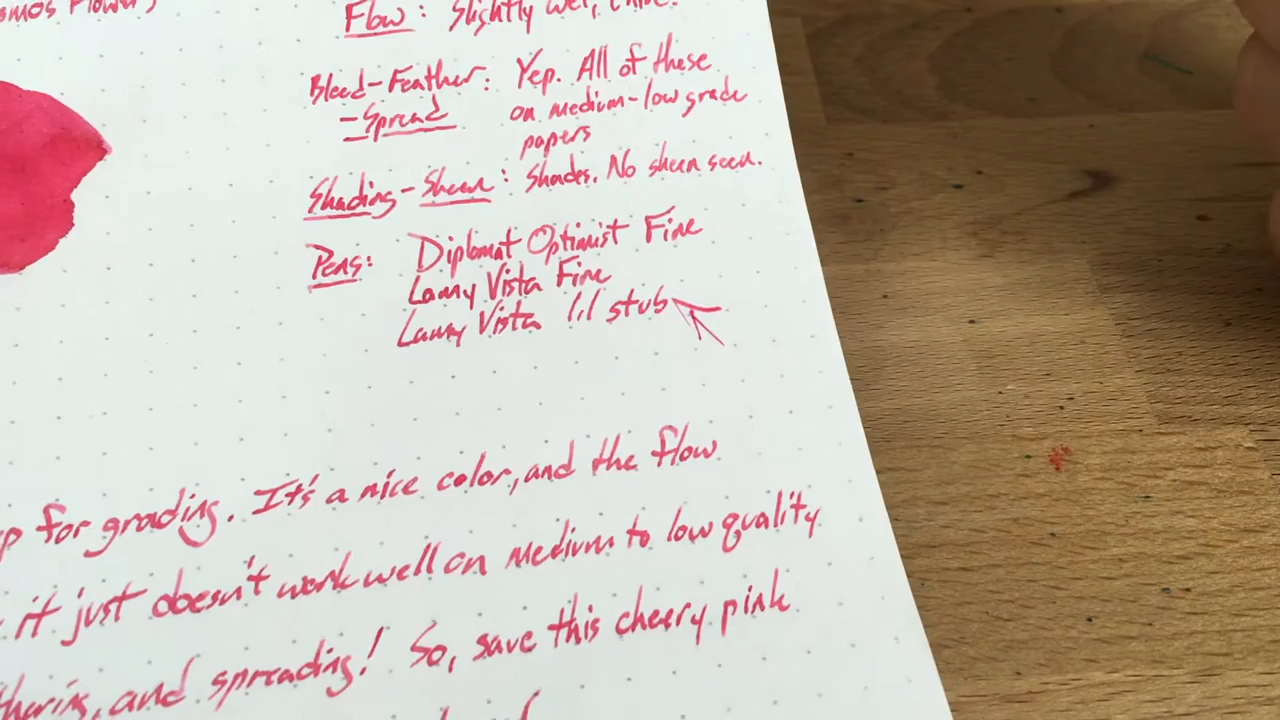 Flow: Slightly wet,
Bleed-Feather: Yep. All of these
-Spread on medium-low grade
papers
Shading-Sheen: Shades. No sheen seen.
Pens: Diplomat Optimist Fine
Lamy Vista Fine
Lamy Vista 1.1 stub
for grading. It's a nice color, and the flow
it just doesn't work well on medium to low quality
and spreading! So, save this cheery pink